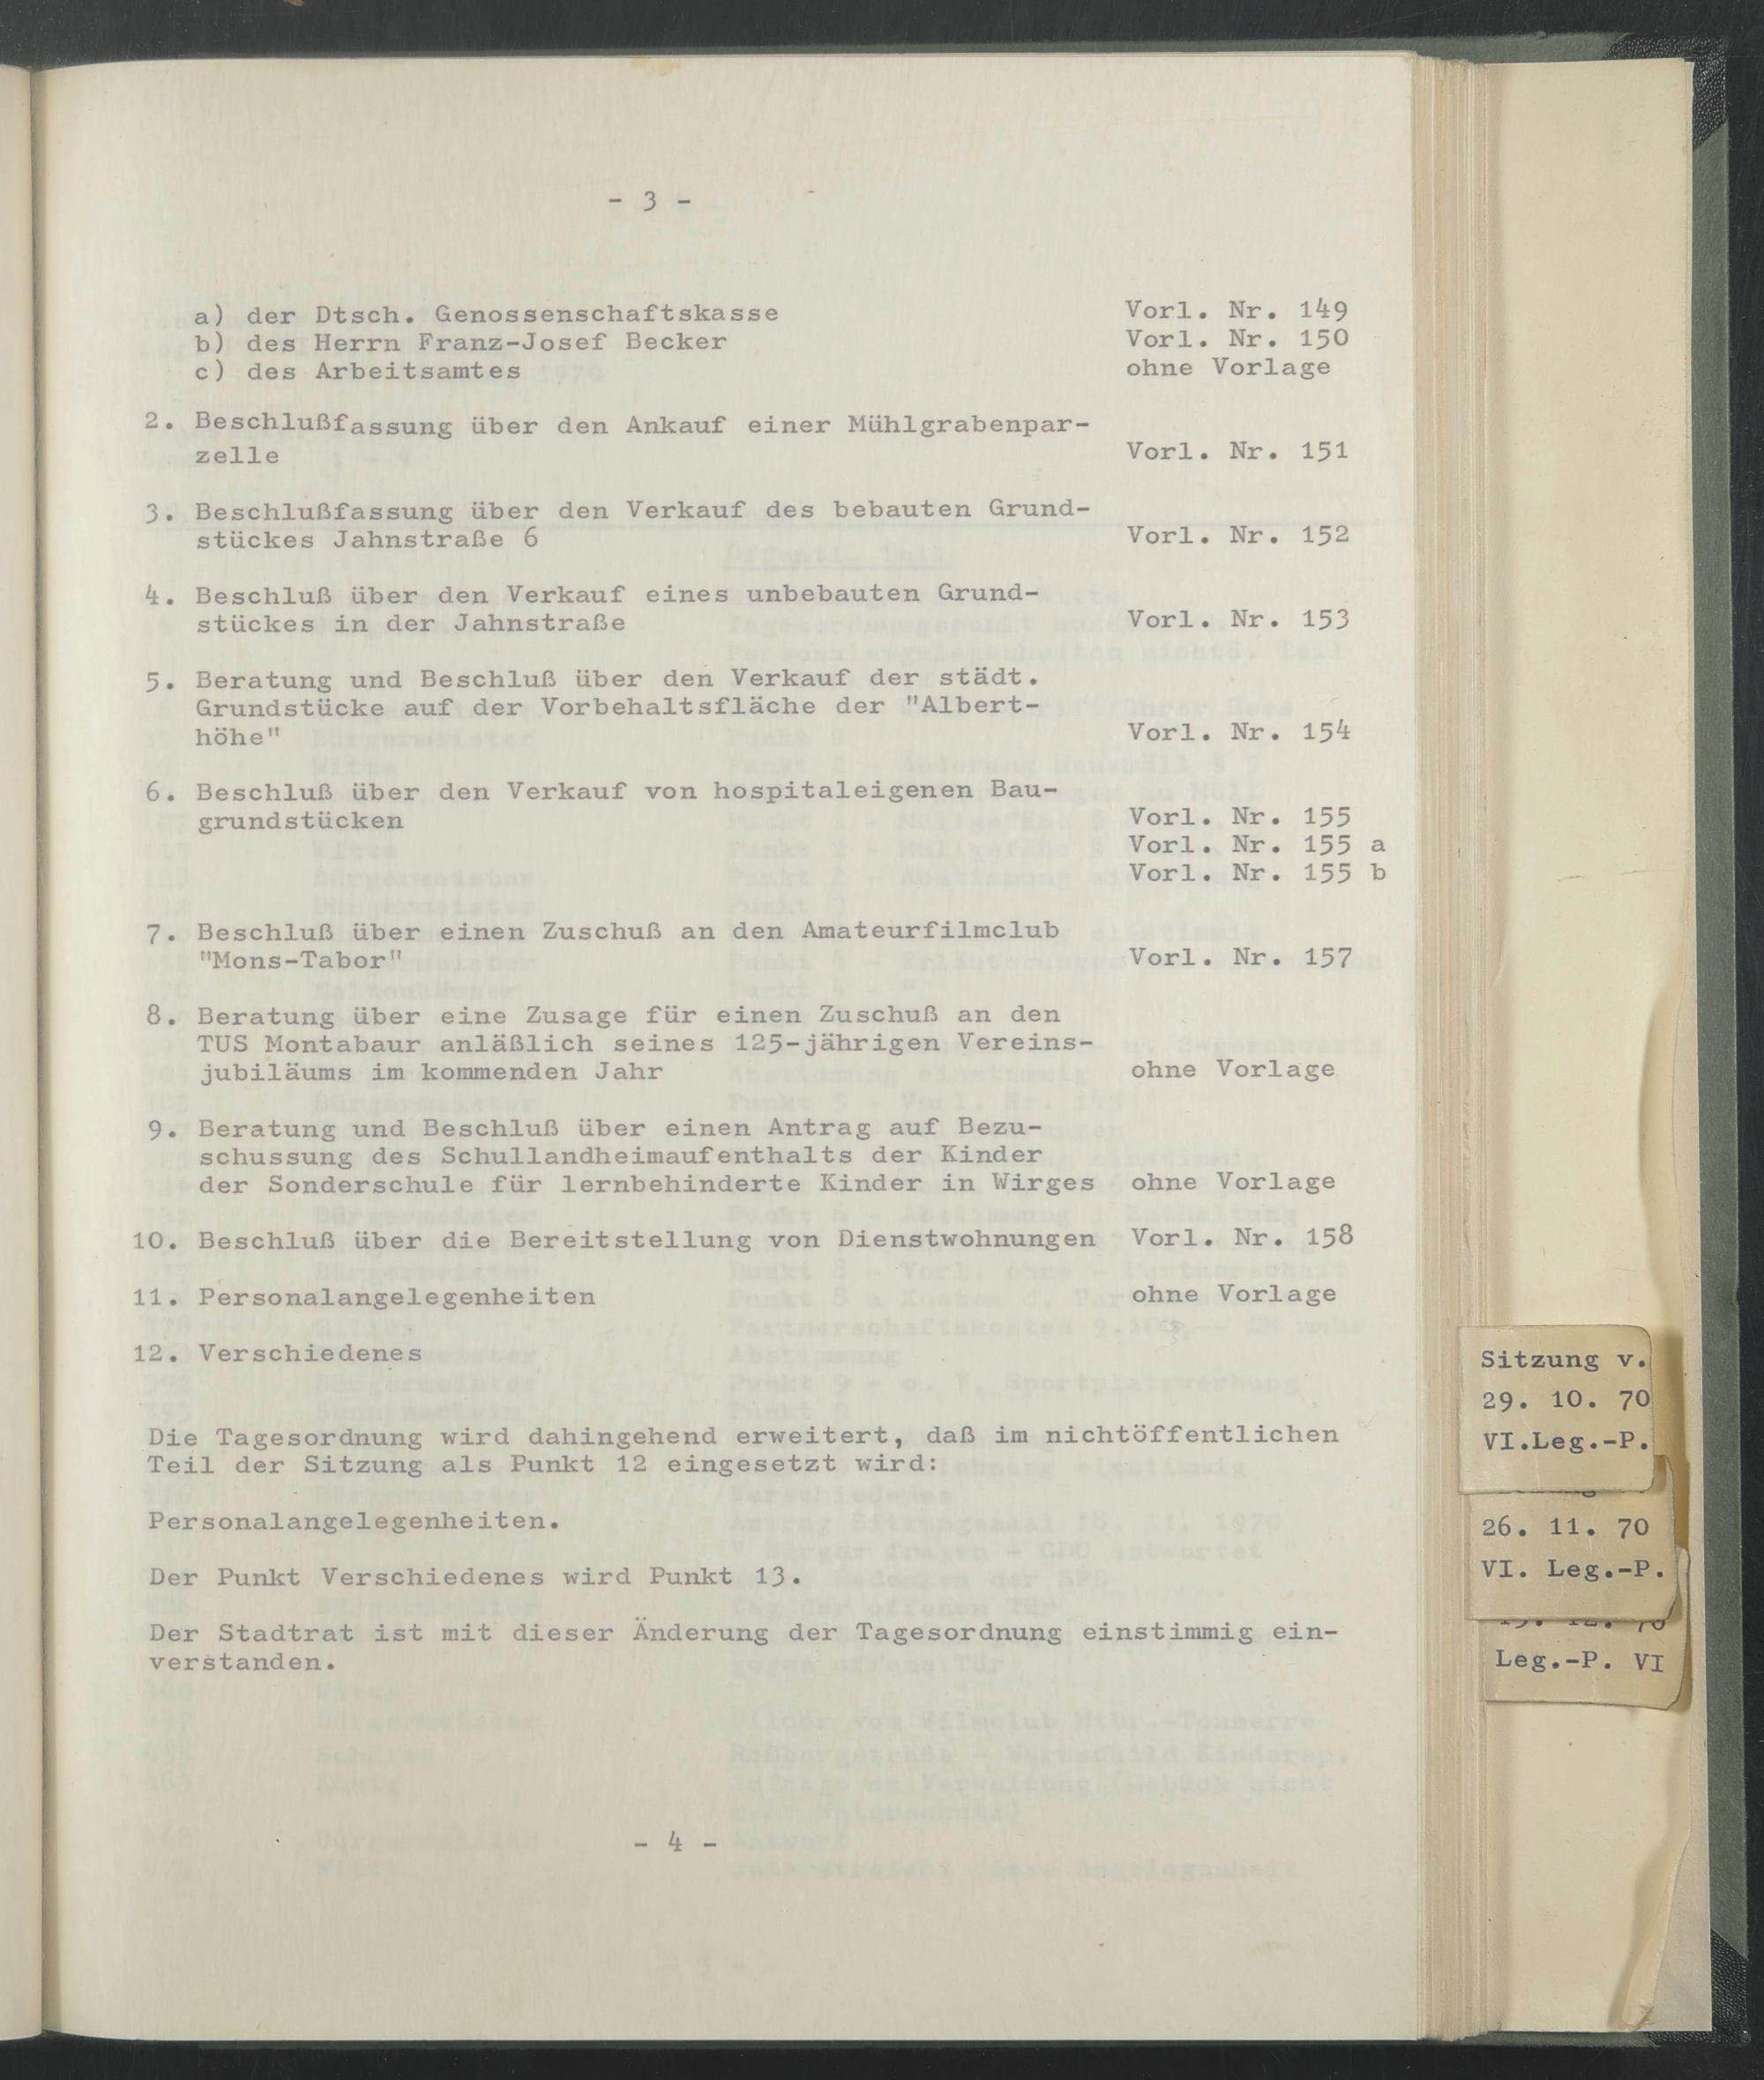 - 3 -
a) der Dtsch. Genossenschaftskasse Vorl. Nr. 149
b) des Herrn Franz-Josef Becker Vorl. Nr. 150
c) des Arbeitsamtes ohne Vorlage
2. Beschlußfassung über den Ankauf einer Mühlgrabenpar-
zelle Vorl. Nr. 151
3. Beschlußfassung über den Verkauf des bebauten Grund-
stückes Jahnstraße 6 Vorl. Nr. 152
4. Beschluß über den Verkauf eines unbebauten Grund-
stückes in der Jahnstraße Vorl. Nr. 153
5. Beratung und Beschluß über den Verkauf der städt.
Grundstücke auf der Vorbehaltsfläche der "Albert-
höhe" Vorl. Nr. 154
6. Beschluß über den Verkauf von hospitaleigenen Bau-
grundstücken Vorl. Nr. 155
Vorl. Nr. 155 a
Vorl. Nr. 155 b
7. Beschluß über einen Zuschuß an den Amateurfilmclub
"Mons-Tabor" Vorl. Nr. 157
8. Beratung über eine Zusage für einen Zuschuß an den
TUS Montabaur anläßlich seines 125-jährigen Vereins-
jubiläums im kommenden Jahr ohne Vorlage
9. Beratung und Beschluß über einen Antrag auf Bezu-
schussung des Schullandheimaufenthalts der Kinder
der Sonderschule für lernbehinderte Kinder in Wirges ohne Vorlage
10. Beschluß über die Bereitstellung von Dienstwohnungen Vorl. Nr. 158
11. Personalangelegenheiten ohne Vorlage
12. Verschiedenes
Die Tagesordnung wird dahingehend erweitert, daß im nichtöffentlichen
Teil der Sitzung als Punkt 12 eingesetzt wird:
Personalangelegenheiten.
Der Punkt Verschiedenes wird Punkt 13.
Der Stadtrat ist mit dieser Änderung der Tagesordnung einstimmig ein-
verstanden.
- 4 -
Sitzung v.
29. 10. 70
VI.Leg.-P.
26. 11. 70
VI. Leg.-P.
Leg.-P. VI